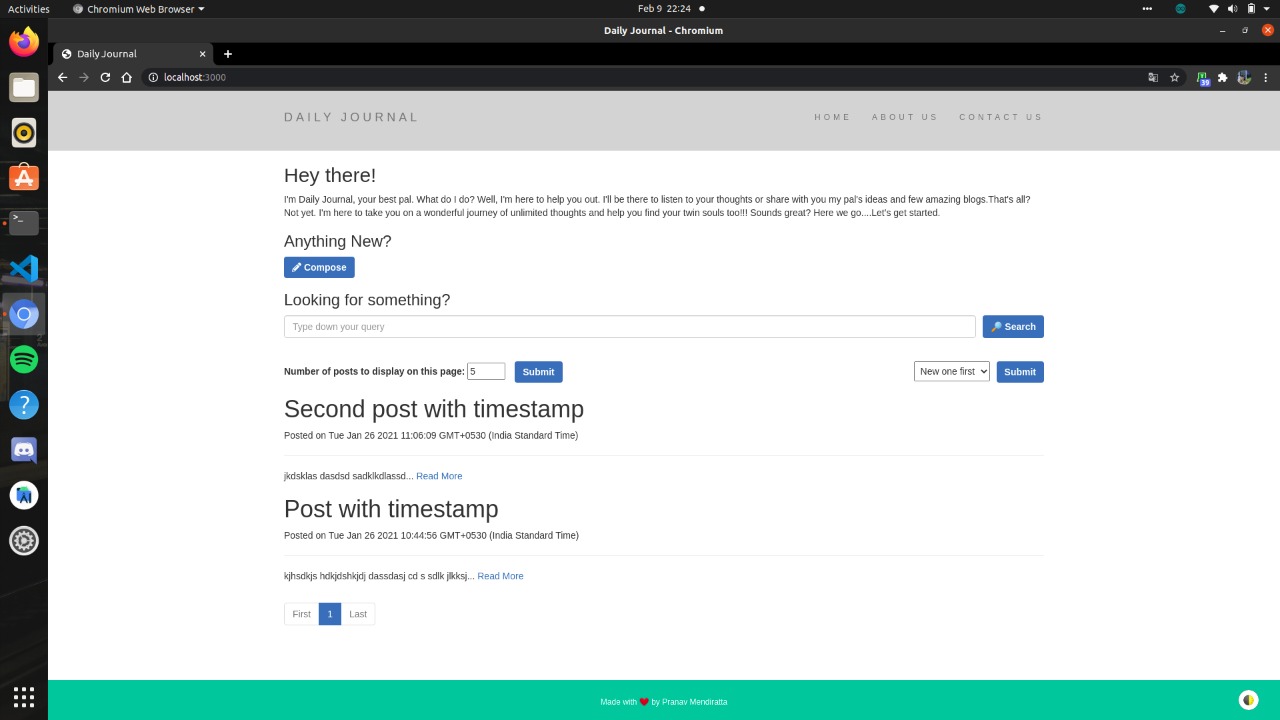 Activities
Chromium Web Browser
Feb 9 22:24
Daily Journal - Chromium
Daily Journal
localhost:3000
39
DAILY JOURNAL
HOME
ABOUT US
CONTACT US
Hey there!
I'm Daily Journal, your best pal. What do I do? Well, I'm here to help you out. I'll be there to listen to your thoughts or share with you my pal's ideas and few amazing blogs.That's all?
Not yet. I'm here to take you on a wonderful journey of unlimited thoughts and help you find your twin souls too!!! Sounds great? Here we go....Let's get started.
Anything New?
Compose
Looking for something?
Type down your query
Search
Number of posts to display on this page: 5 Submit
New one first Submit
Second post with timestamp
Posted on Tue Jan 26 2021 11:06:09 GMT+0530 (India Standard Time)
jkdsklas dasdsd sadklkdlassd... Read More
Post with timestamp
Posted on Tue Jan 26 2021 10:44:56 GMT+0530 (India Standard Time)
kjhsdkjs hdkjdshkjdj dassdasj cd s sdlk jlkksj... Read More
First 1 Last
Made with ❤ by Pranav Mendiratta